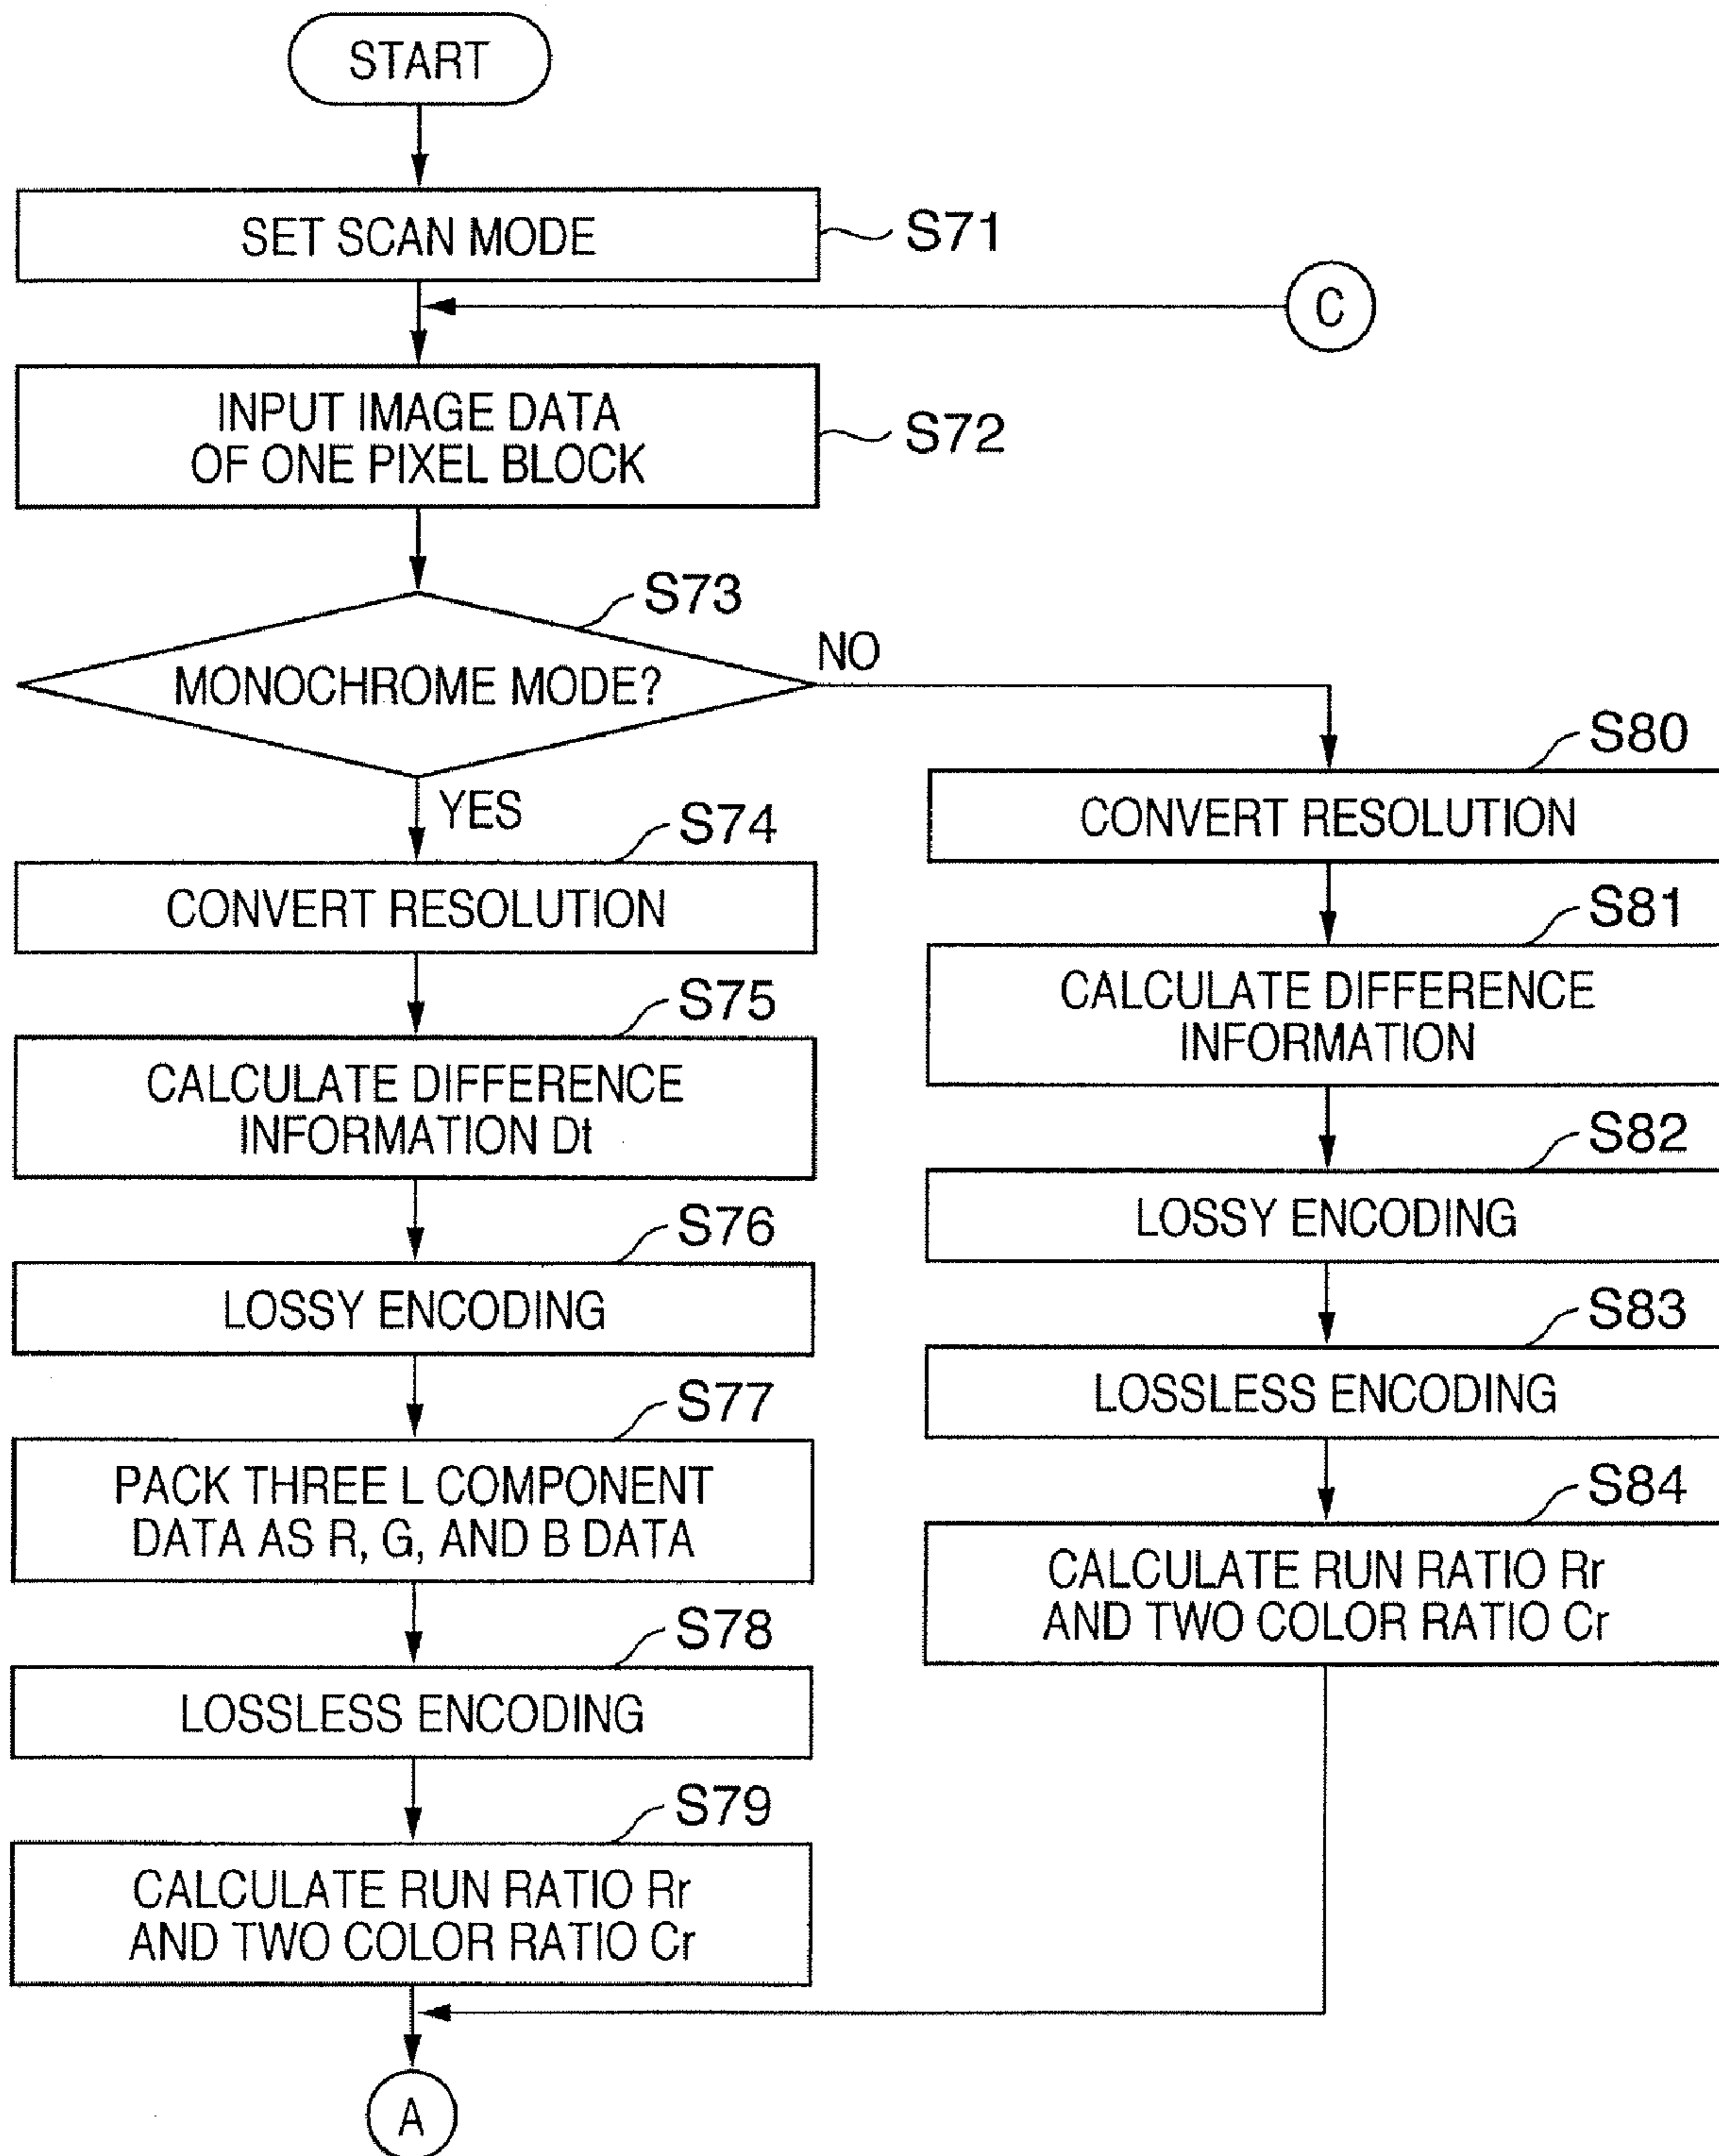 START
SET SCAN MODE
S71
C
INPUT IMAGE DATA
OF ONE PIXEL BLOCK
S72
S73
MONOCHROME MODE?
NO
YES
S74
CONVERT RESOLUTION
S75
CALCULATE DIFFERENCE
INFORMATION Dt
S76
LOSSY ENCODING
S77
PACK THREE L COMPONENT
DATA AS R, G, AND B DATA
S78
LOSSLESS ENCODING
S79
CALCULATE RUN RATIO Rr
AND TWO COLOR RATIO Cr
S80
CONVERT RESOLUTION
S81
CALCULATE DIFFERENCE
INFORMATION
S82
LOSSY ENCODING
S83
LOSSLESS ENCODING
S84
CALCULATE RUN RATIO Rr
AND TWO COLOR RATIO Cr
A